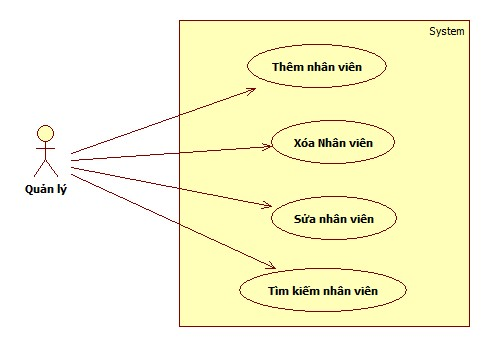 System
Thêm nhân viên
Xóa Nhân viên
Quản lý
Sửa nhân viên
Tìm kiếm nhân viên